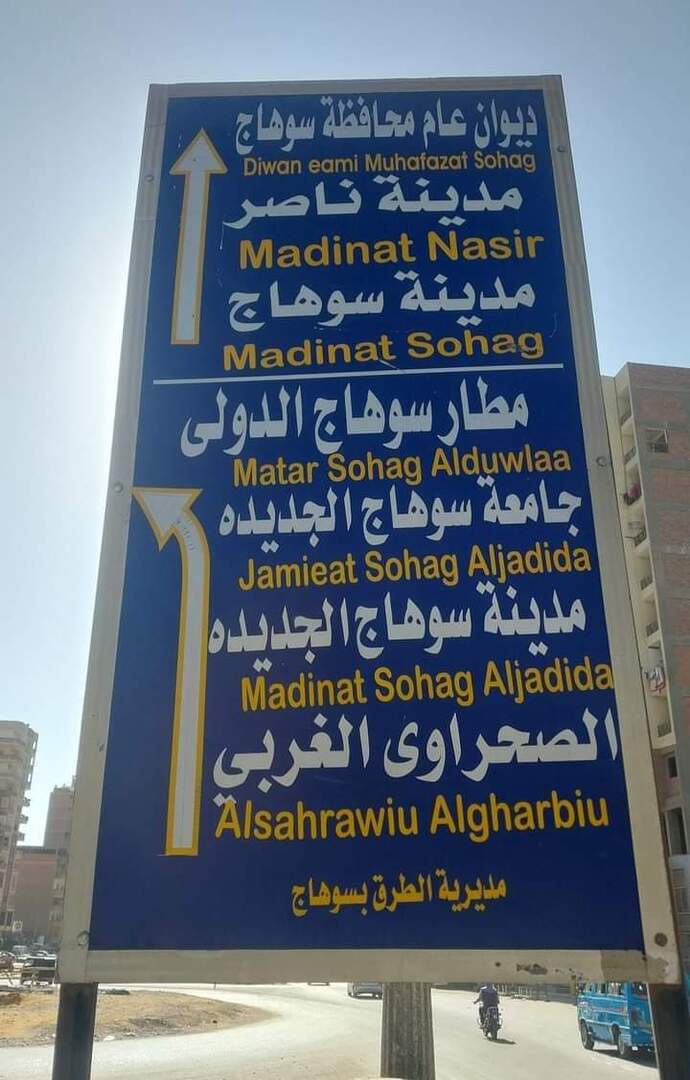 ديوان عام محافظة سوهاج
Diwan eami Muhafazat Sohag
مدينة ناصر
Madinat Nasir
مدينة سوهاج
Madinat Sohag
مطار سوهاج الدولى
Matar Sohag Alduwlaa
جامعة سوهاج الجديده
Jamieat Sohag Aljadida
مدينة سوهاج الجديده
Madinat Sohag Aljadida
الصحراوى الغربي
Alsahrawiu Algharbiu
مديرية الطرق بسوهاج